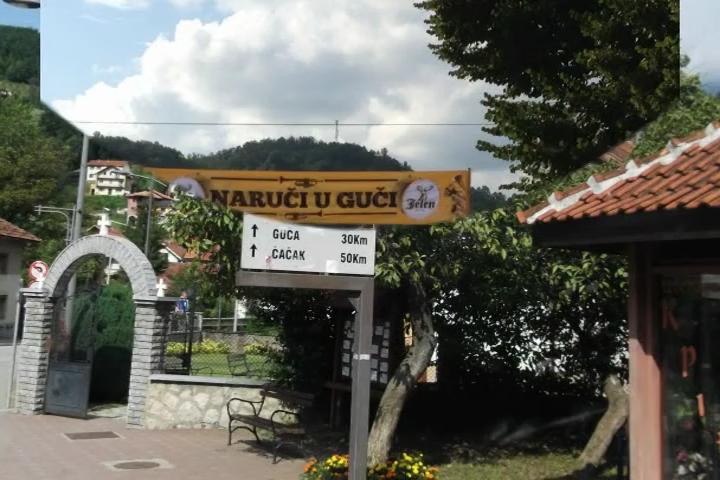 NARUČI U GUČI
Jelen
GUČA 30Km
ČAČAK 50Km
К
р